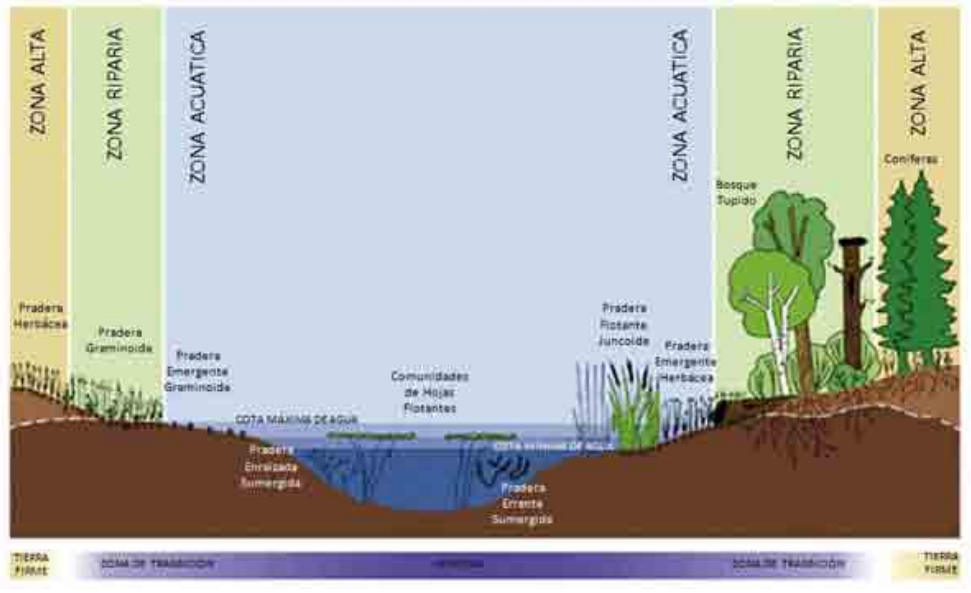 ZONA ALTA
ZONA RIPARIA
ZONA ACUATICA
ZONA ACUATICA
ZONA RIPARIA
ZONA ALTA
Coníferas
Bosque
Tupido
Pradera
Herbácea
Pradera
Graminoide
Pradera
Emergente
Graminoide
Comunidades
de Hojas
Flotantes
Pradera
Flotante
Juncoide
Pradera
Emergente
Herbácea
COTA MÁXIMA DE AGUA
COTA MINIMA DE AGUA
Pradera
Enraizada
Sumergida
Pradera
Errante
Sumergida
TIERRA
FIRME
ZONA DE TRANSICIÓN
HUMEDAL
ZONA DE TRANSICIÓN
TIERRA
FIRME